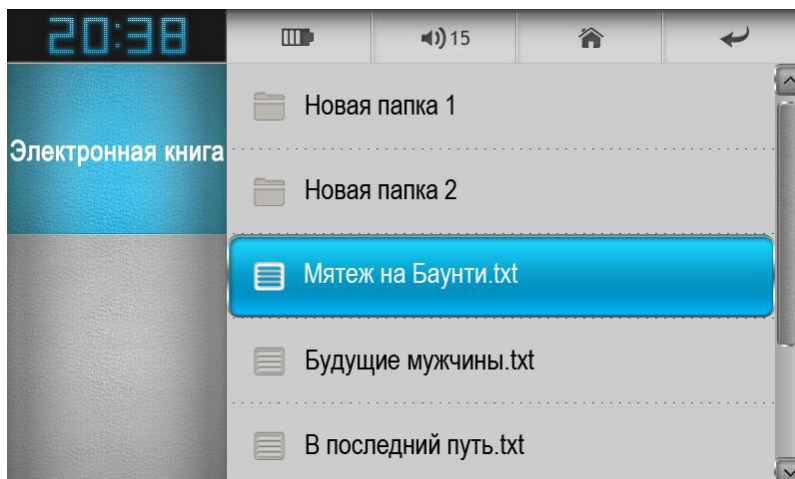 20:38
15
Электронная книга
Новая папка 1
Новая папка 2
Мятеж на Баунти.txt
Будущие мужчины.txt
В последний путь.txt